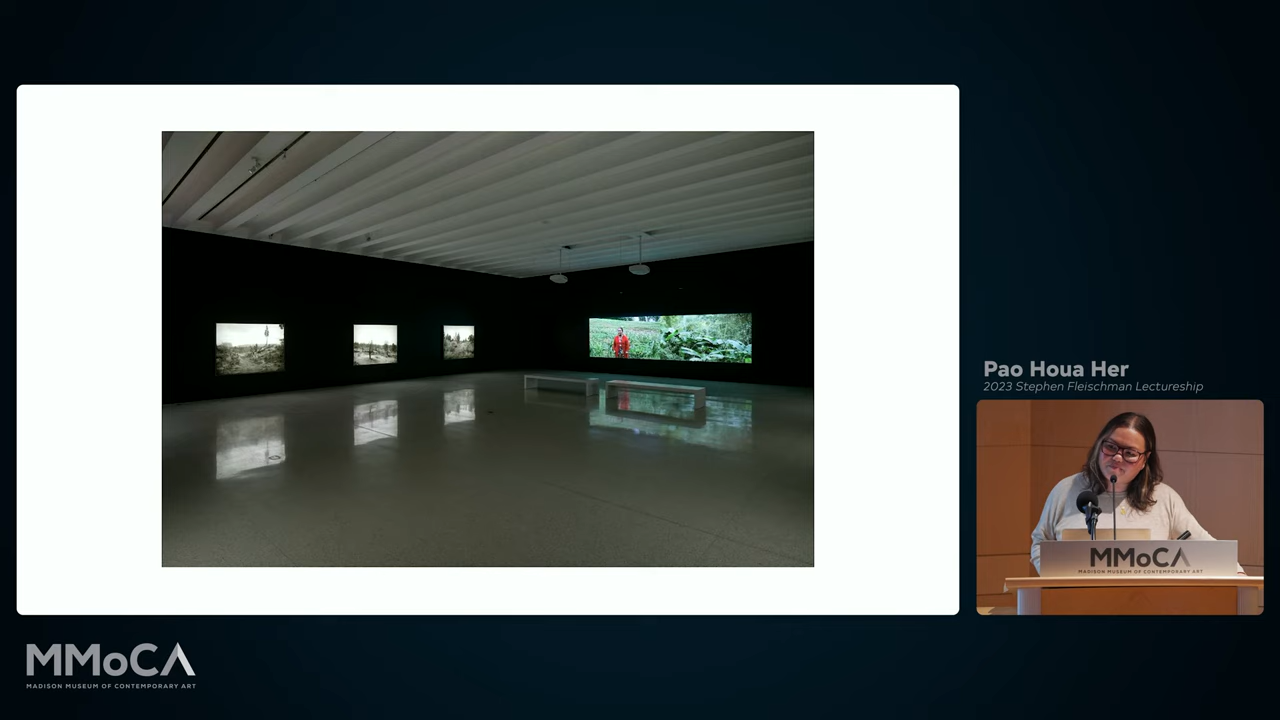 Pao Houa Her
2023 Stephen Fleischman Lectureship
MMoCA
MADISON MUSEUM OF CONTEMPORARY ART
MMoCA
MADISON MUSEUM OF CONTEMPORARY ART